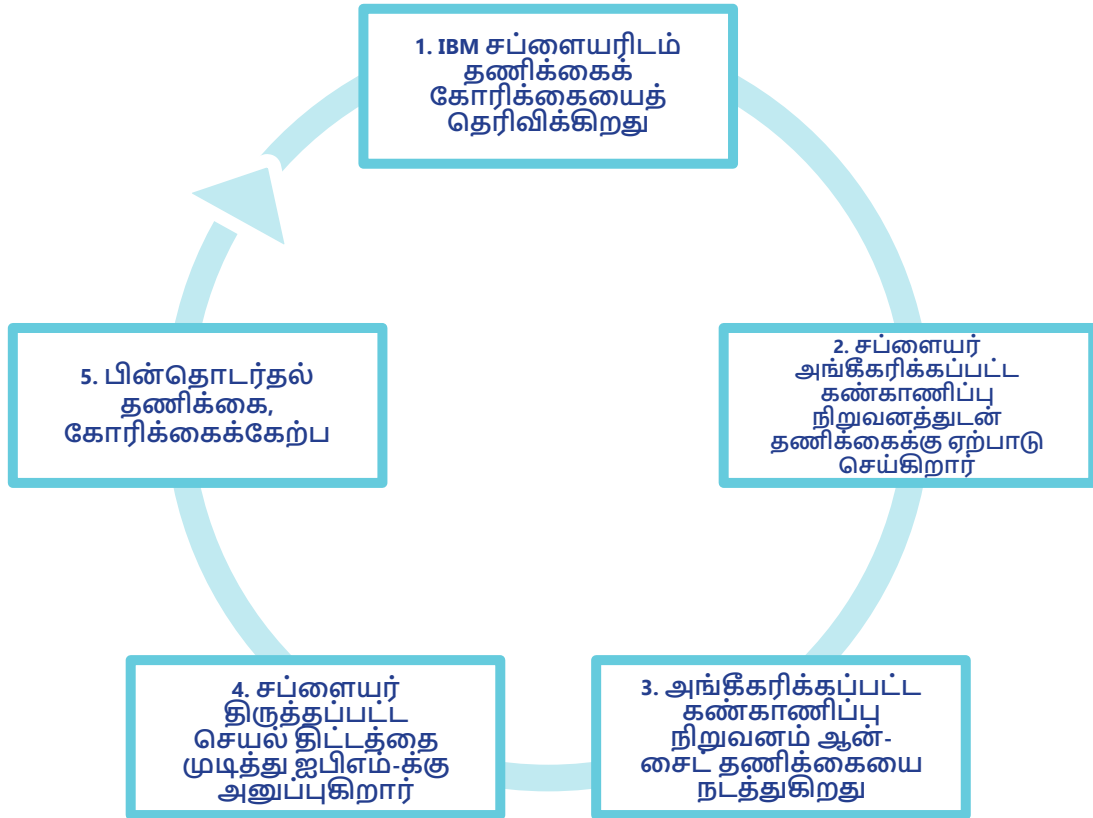 1. IBM சப்ளையரிடம்
தணிக்கைக்
கோரிக்கையைத்
தெரிவிக்கிறது
2. சப்ளையர்
அங்கீகரிக்கப்பட்ட
கண்காணிப்பு
நிறுவனத்துடன்
தணிக்கைக்கு ஏற்பாடு
செய்கிறார்
3. அங்கீகரிக்கப்பட்ட
கண்காணிப்பு
நிறுவனம் ஆன்-
சைட் தணிக்கையை
நடத்துகிறது
4. சப்ளையர்
திருத்தப்பட்ட
செயல் திட்டத்தை
முடித்து ஐபிஎம்-க்கு
அனுப்புகிறார்
5. பின்தொடர்தல்
தணிக்கை,
கோரிக்கைக்கேற்ப